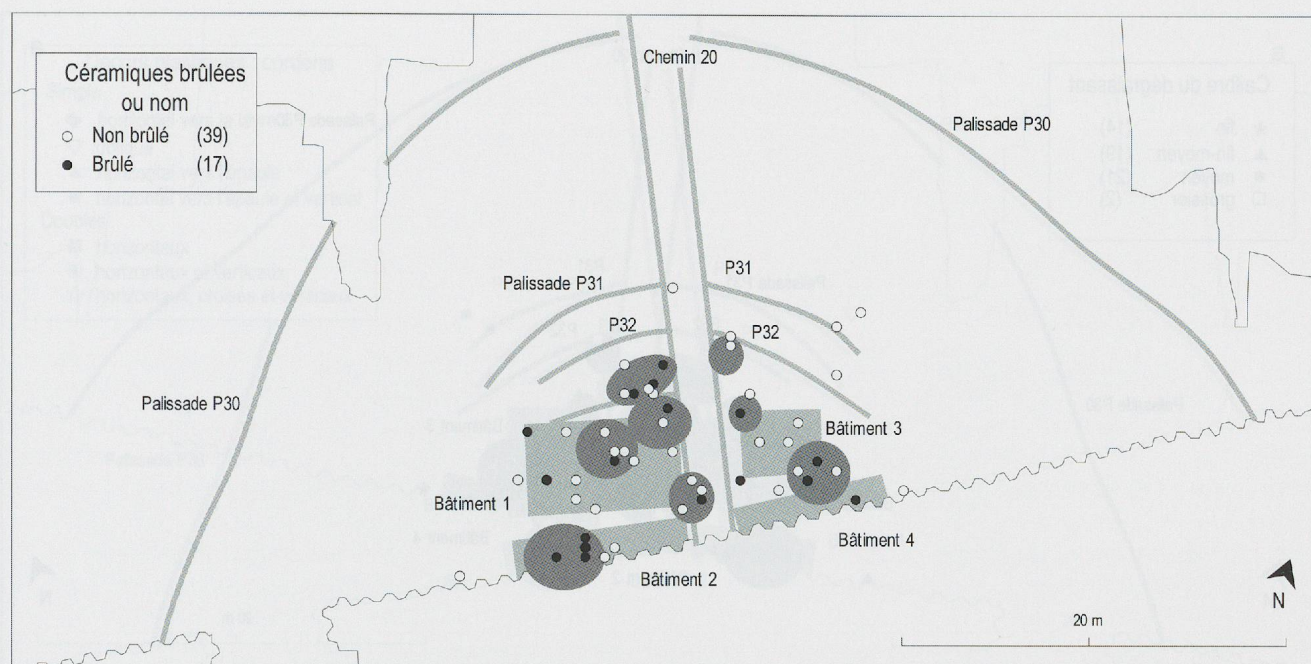 Céramiques brûlées
ou nom
Non brûlé (39)
Brûlé (17)
Chemin 20
Palissade P30
Palissade P31
P31
P32
P32
Palissade P30
Bâtiment 3
Bâtiment 1
Bâtiment 4
Bâtiment 2
N
20 m